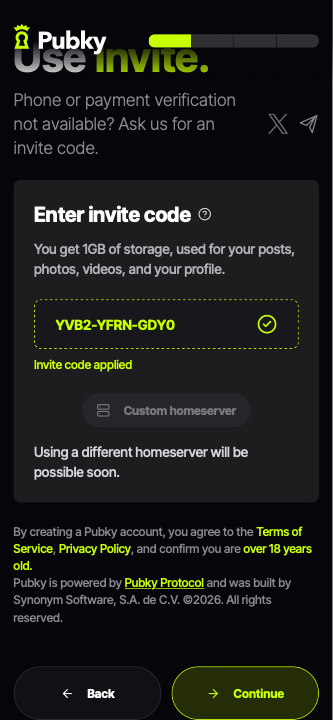 Pubky
Use invite.
Phone or payment verification
not available? Ask us for an
invite code.
Enter invite code
You get 1GB of storage, used for your posts,
photos, videos, and your profile.
YVB2-YFRN-GDY0
Invite code applied
Custom homeserver
Using a different homeserver will be
possible soon.
By creating a Pubky account, you agree to the Terms of
Service, Privacy Policy, and confirm you are over 18 years
old.
Pubky is powered by Pubky Protocol and was built by
Synonym Software, S.A. de C.V. ©2026. All rights
reserved.
Back
Continue